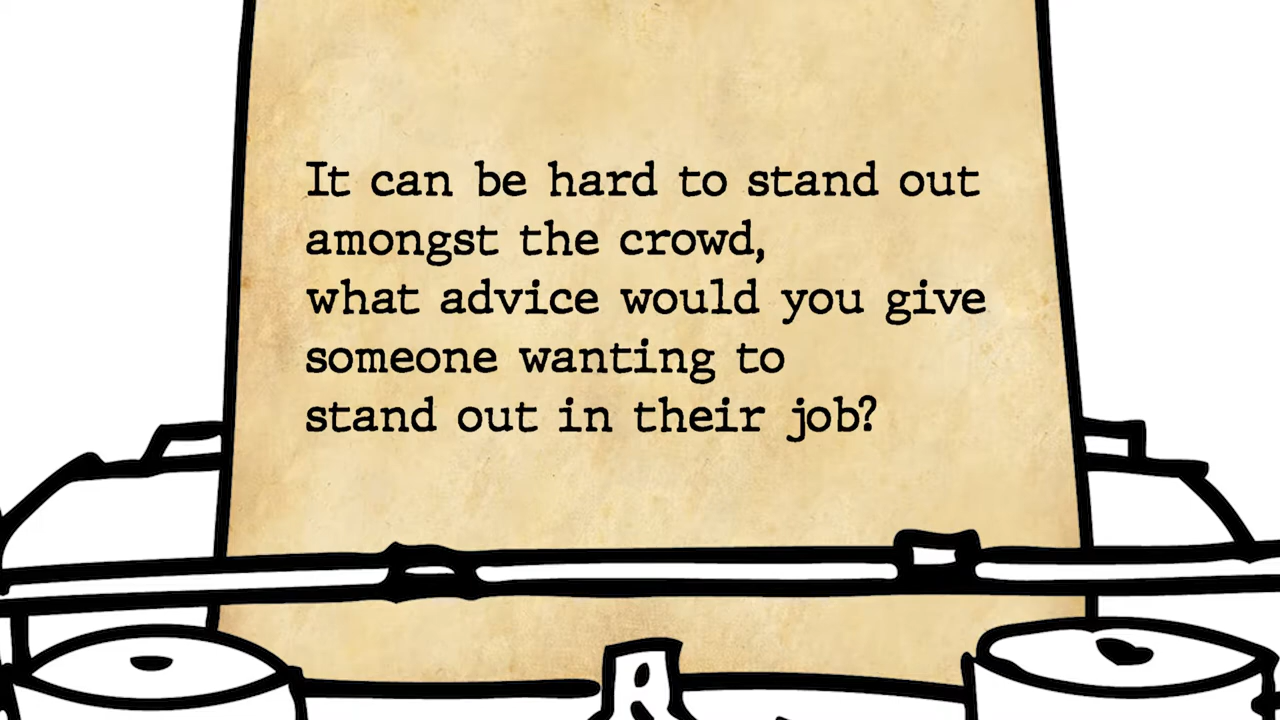 It can be hard to stand out
amongst the crowd,
what advice would you give
someone wanting to
stand out in their job?